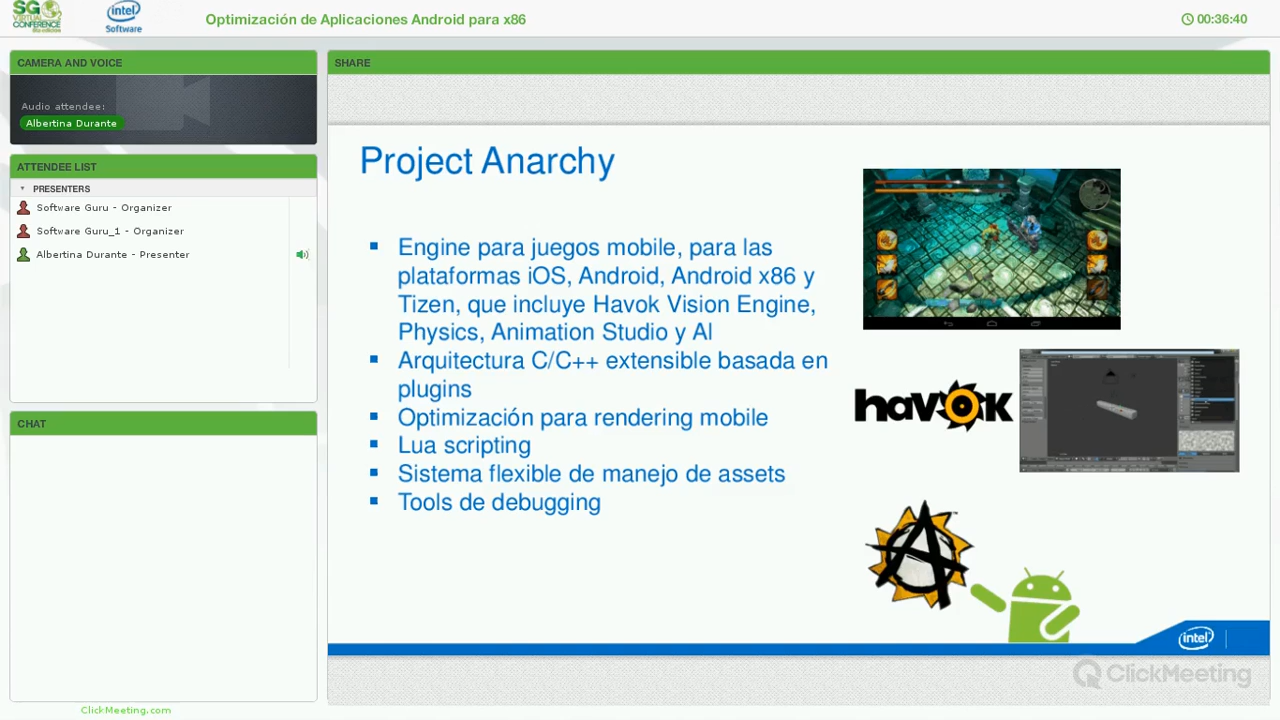 SG
VIRTUAL
CONFERENCE
intel
Software
Optimización de Aplicaciones Android para x86
00:36:40
CAMERA AND VOICE
Audio attendee:
Albertina Durante
ATTENDEE LIST
PRESENTERS
Software Guru - Organizer
Software Guru_1 - Organizer
Albertina Durante - Presenter
CHAT
ClickMeeting.com
SHARE
Project Anarchy
Engine para juegos mobile, para las
plataformas iOS, Android, Android x86 y
Tizen, que incluye Havok Vision Engine,
Physics, Animation Studio y AI
Arquitectura C/C++ extensible basada en
plugins
Optimización para rendering mobile
Lua scripting
Sistema flexible de manejo de assets
Tools de debugging
havok
intel
ClickMeeting